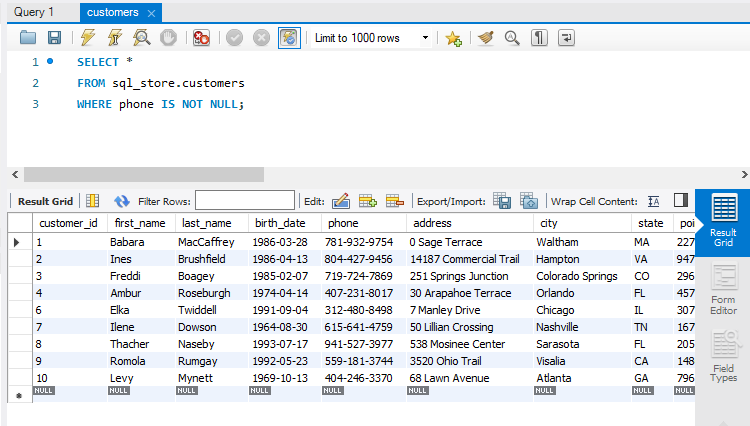 Query 1 customers
Limit to 1000 rows
1 SELECT *
2 FROM sql_store.customers
3 WHERE phone IS NOT NULL;
Result Grid Filter Rows: Edit: Export/Import: Wrap Cell Content:
customer_id first_name last_name birth_date phone address city state poi
1 Babara MacCaffrey 1986-03-28 781-932-9754 0 Sage Terrace Waltham MA 227
2 Ines Brushfield 1986-04-13 804-427-9456 14187 Commercial Trail Hampton VA 947
3 Freddi Boagey 1985-02-07 719-724-7869 251 Springs Junction Colorado Springs CO 296
4 Ambur Roseburgh 1974-04-14 407-231-8017 30 Arapahoe Terrace Orlando FL 457
6 Elka Twiddell 1991-09-04 312-480-8498 7 Manley Drive Chicago IL 307
7 Ilene Dowson 1964-08-30 615-641-4759 50 Lillian Crossing Nashville TN 167
8 Thacher Naseby 1993-07-17 941-527-3977 538 Mosinee Center Sarasota FL 205
9 Romola Rumgay 1992-05-23 559-181-3744 3520 Ohio Trail Visalia CA 148
10 Levy Mynett 1969-10-13 404-246-3370 68 Lawn Avenue Atlanta GA 796
NULL NULL NULL NULL NULL NULL NULL NULL NULL
Result
Grid
Form
Editor
Field
Types